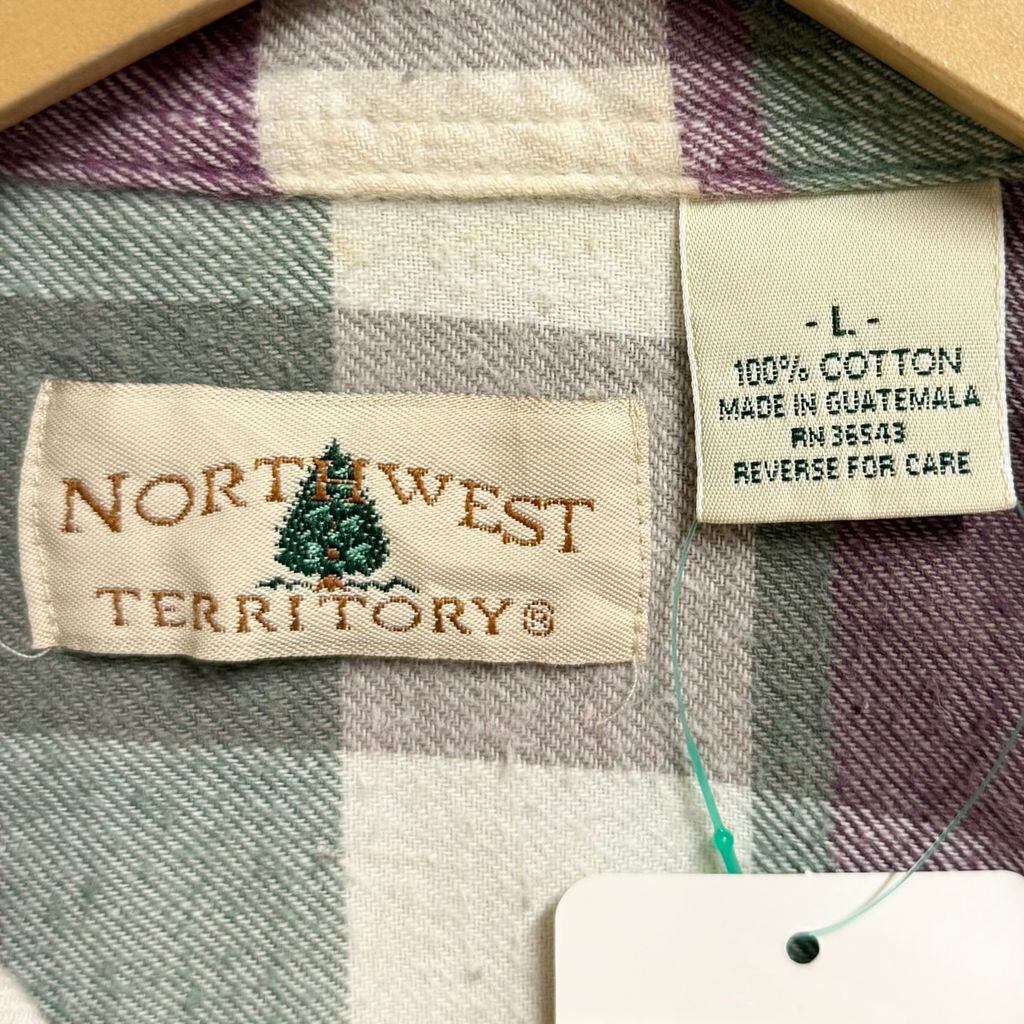 NORTHWEST
TERRITORY®
- L -
100% COTTON
MADE IN GUATEMALA
RN 36543
REVERSE FOR CARE